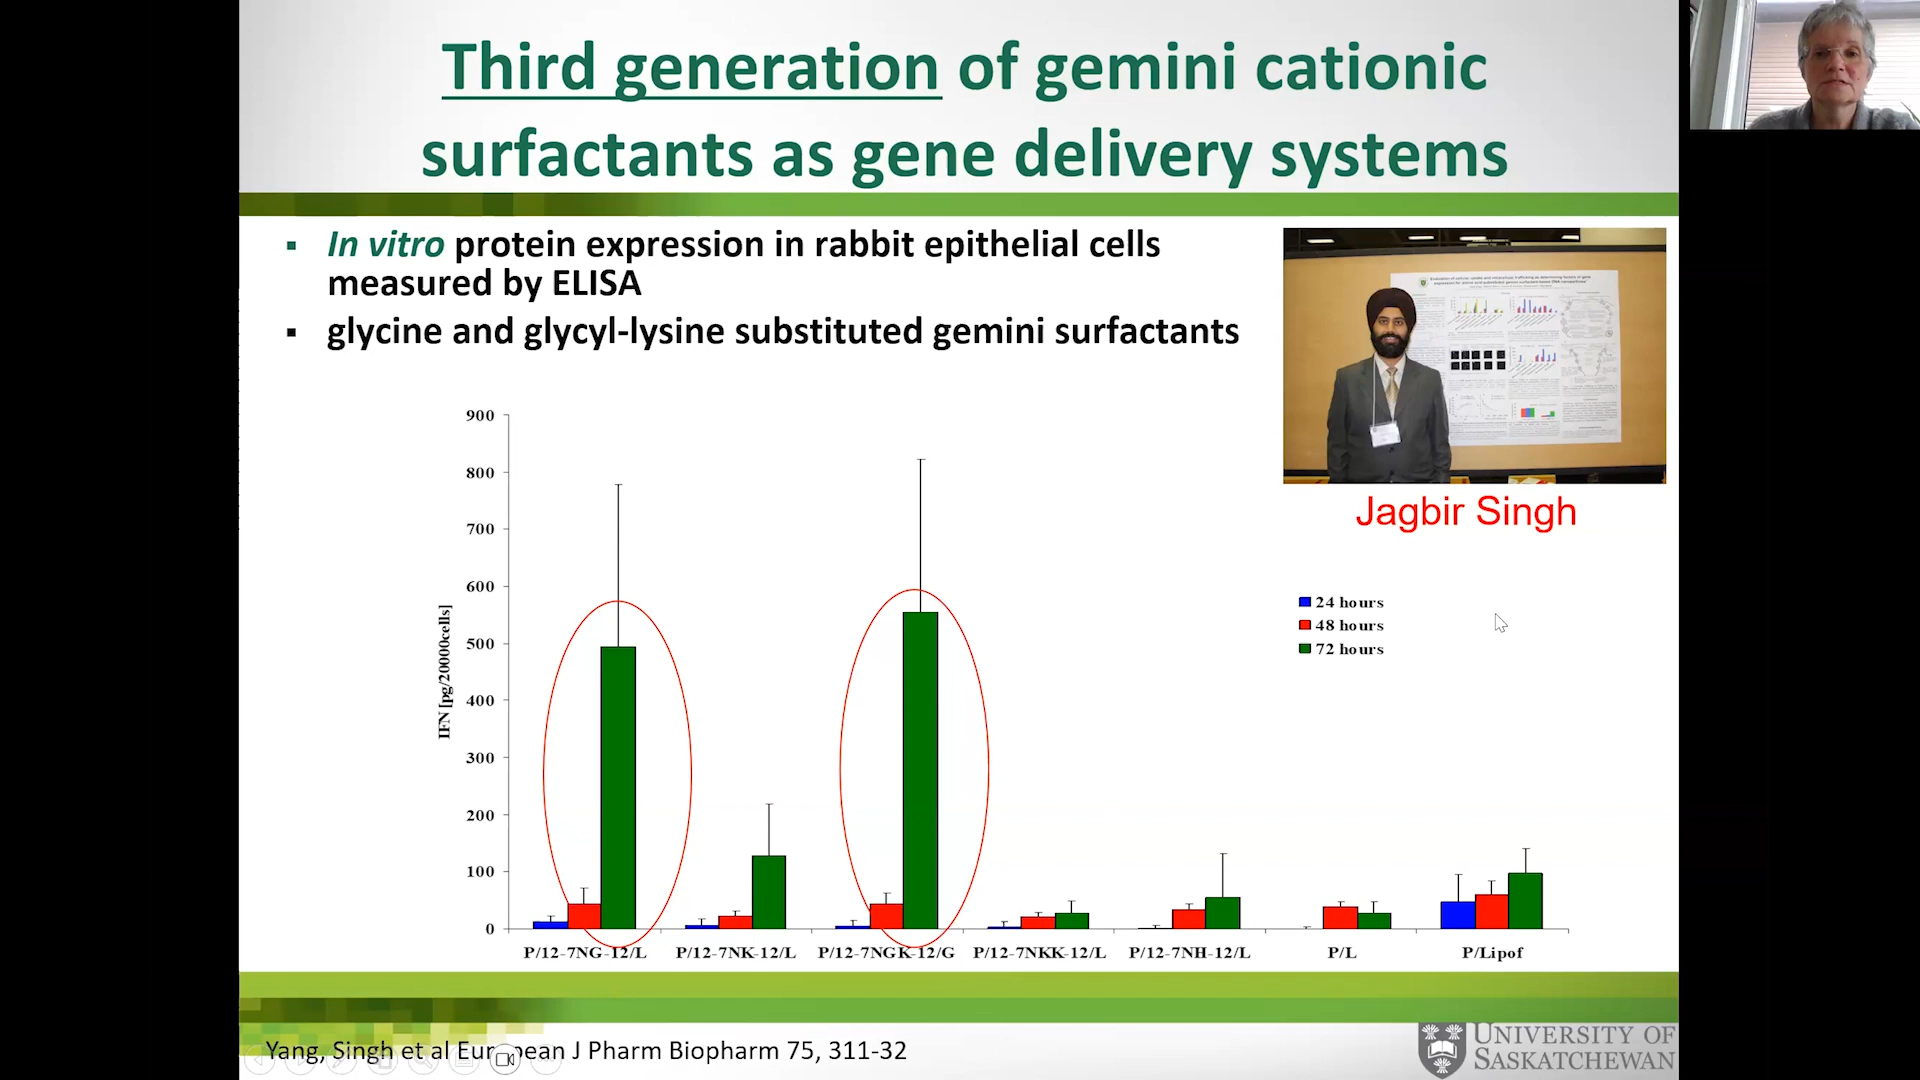 Third generation of gemini cationic
surfactants as gene delivery systems
▪ In vitro protein expression in rabbit epithelial cells
measured by ELISA
▪ glycine and glycyl-lysine substituted gemini surfactants
Jagbir Singh
900
800
700
600
500
400
300
200
100
0
IFN [pg/20000cells]
24 hours
48 hours
72 hours
P/12-7NG-12/L
P/12-7NK-12/L
P/12-7NGK-12/G
P/12-7NKK-12/L
P/12-7NH-12/L
P/L
P/Lipof
Yang, Singh et al European J Pharm Biopharm 75, 311-32
UNIVERSITY OF
SASKATCHEWAN